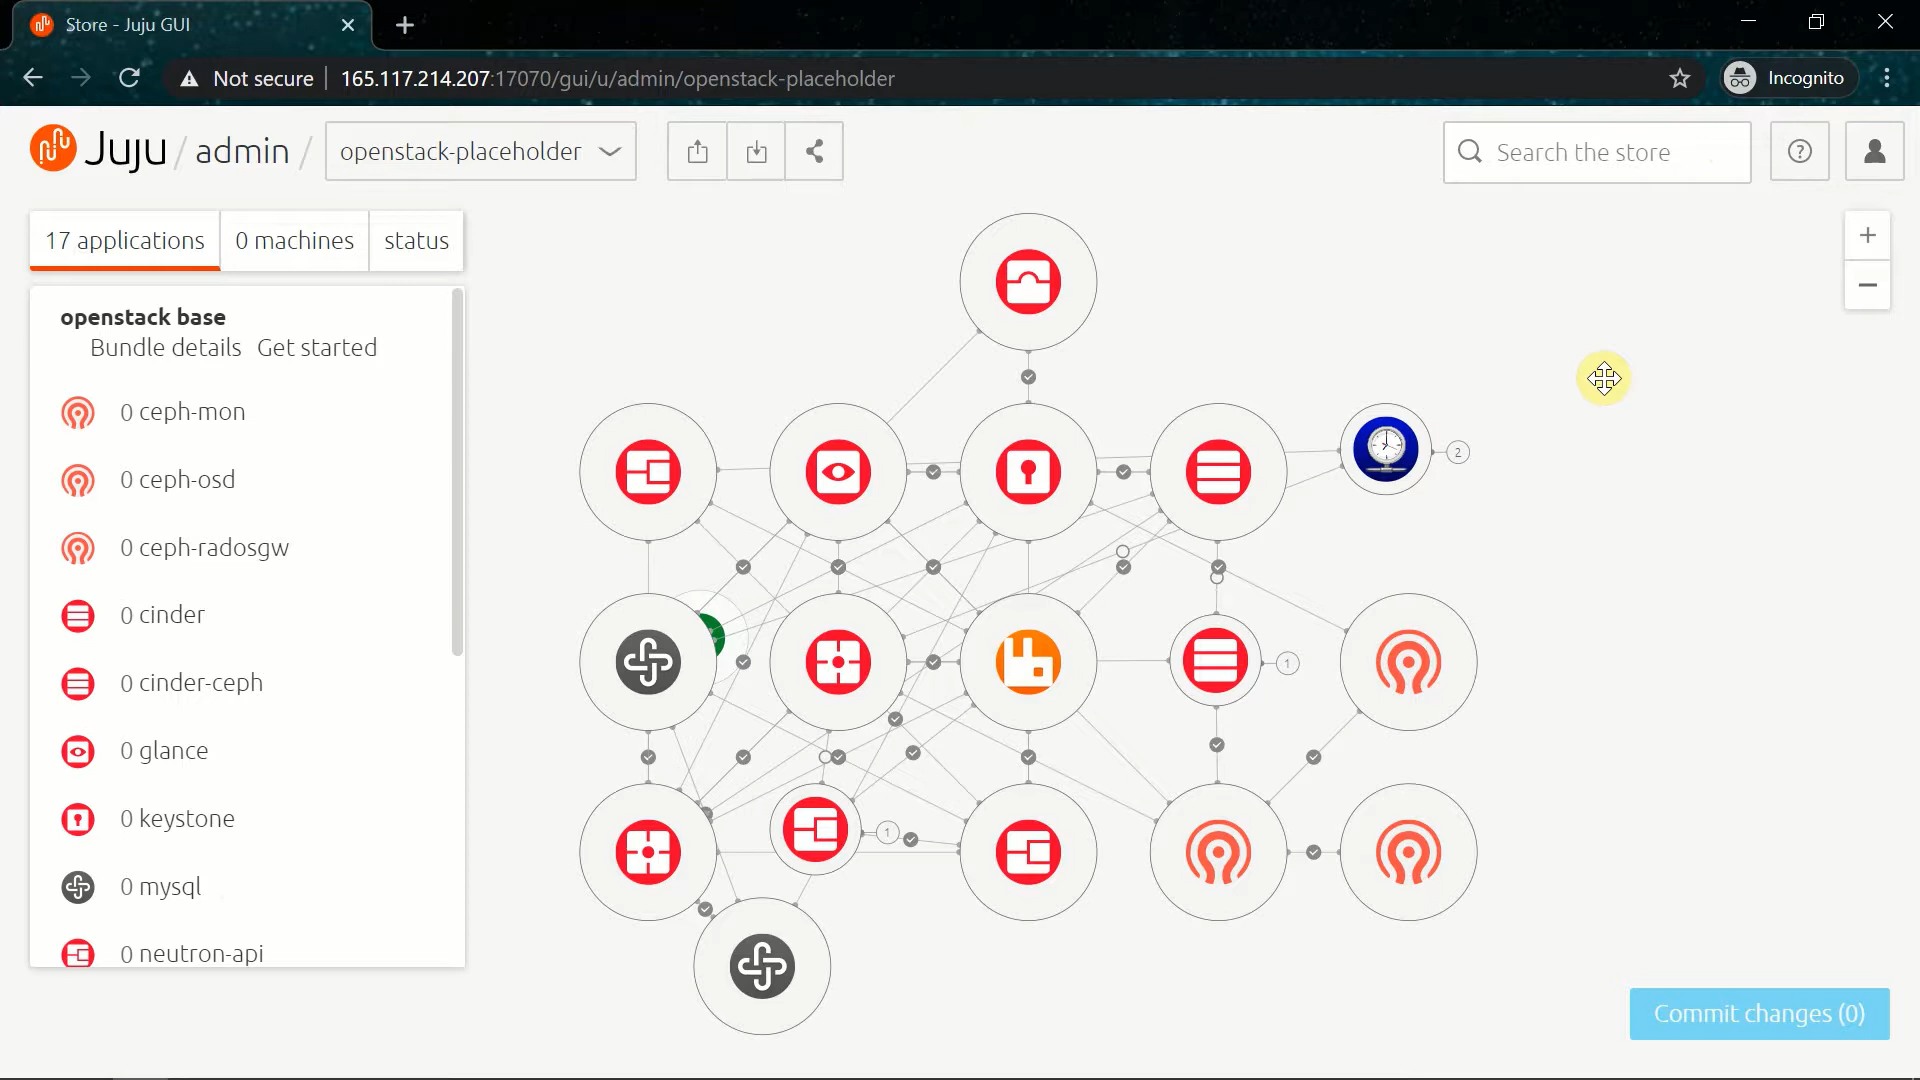 Store - Juju GUI
Not secure 165.117.214.207:17070/gui/u/admin/openstack-placeholder
Incognito
Juju / admin / openstack-placeholder
Search the store
17 applications
0 machines
status
openstack base
Bundle details Get started
0 ceph-mon
0 ceph-osd
0 ceph-radosgw
0 cinder
0 cinder-ceph
0 glance
0 keystone
0 mysql
0 neutron-api
2
1
1
Commit changes (0)